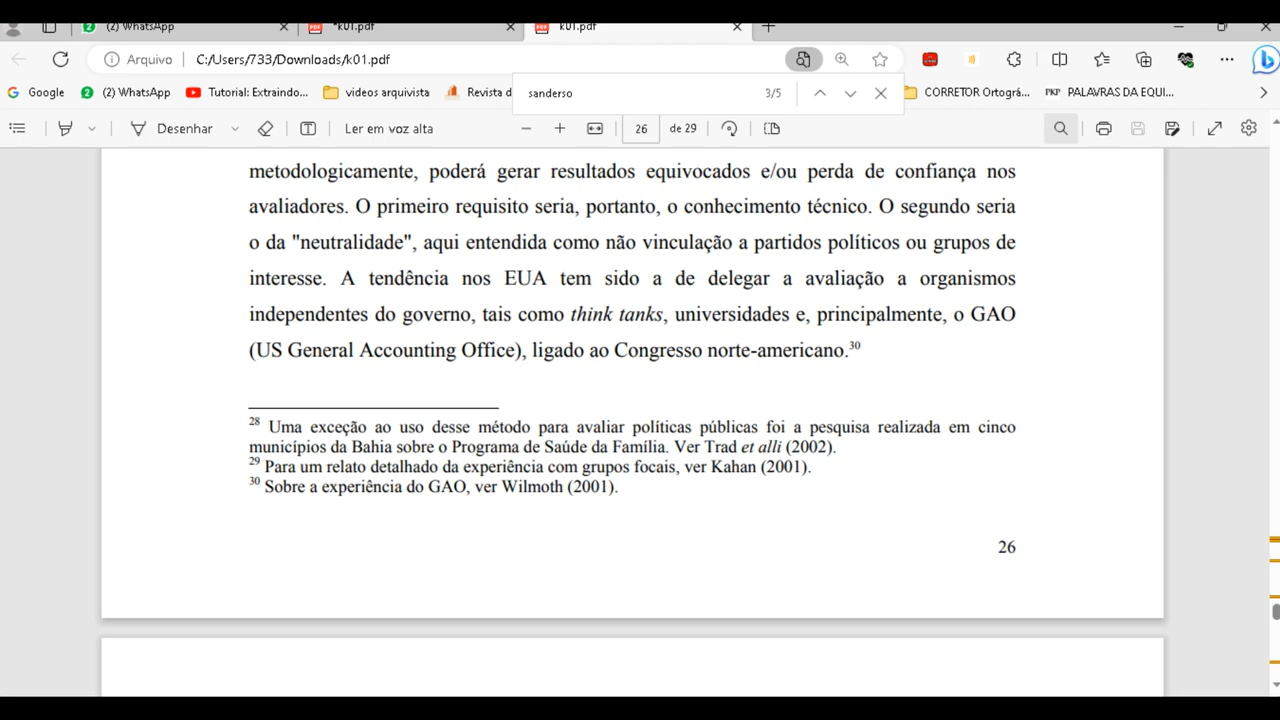 (2) WhatsApp
*k01.pdf
k01.pdf
Arquivo
C:/Users/733/Downloads/k01.pdf
Google
(2) WhatsApp
Tutorial: Extraindo...
videos arquivista
Revista d
sanderso
3/5
CORRETOR Ortográ...
PKP PALAVRAS DA EQUI...
Desenhar
Ler em voz alta
26 de 29
metodologicamente, poderá gerar resultados equivocados e/ou perda de confiança nos
avaliadores. O primeiro requisito seria, portanto, o conhecimento técnico. O segundo seria
o da "neutralidade", aqui entendida como não vinculação a partidos políticos ou grupos de
interesse. A tendência nos EUA tem sido a de delegar a avaliação a organismos
independentes do governo, tais como think tanks, universidades e, principalmente, o GAO
(US General Accounting Office), ligado ao Congresso norte-americano.30
28 Uma exceção ao uso desse método para avaliar políticas públicas foi a pesquisa realizada em cinco
municípios da Bahia sobre o Programa de Saúde da Família. Ver Trad et alli (2002).
29 Para um relato detalhado da experiência com grupos focais, ver Kahan (2001).
30 Sobre a experiência do GAO, ver Wilmoth (2001).
26